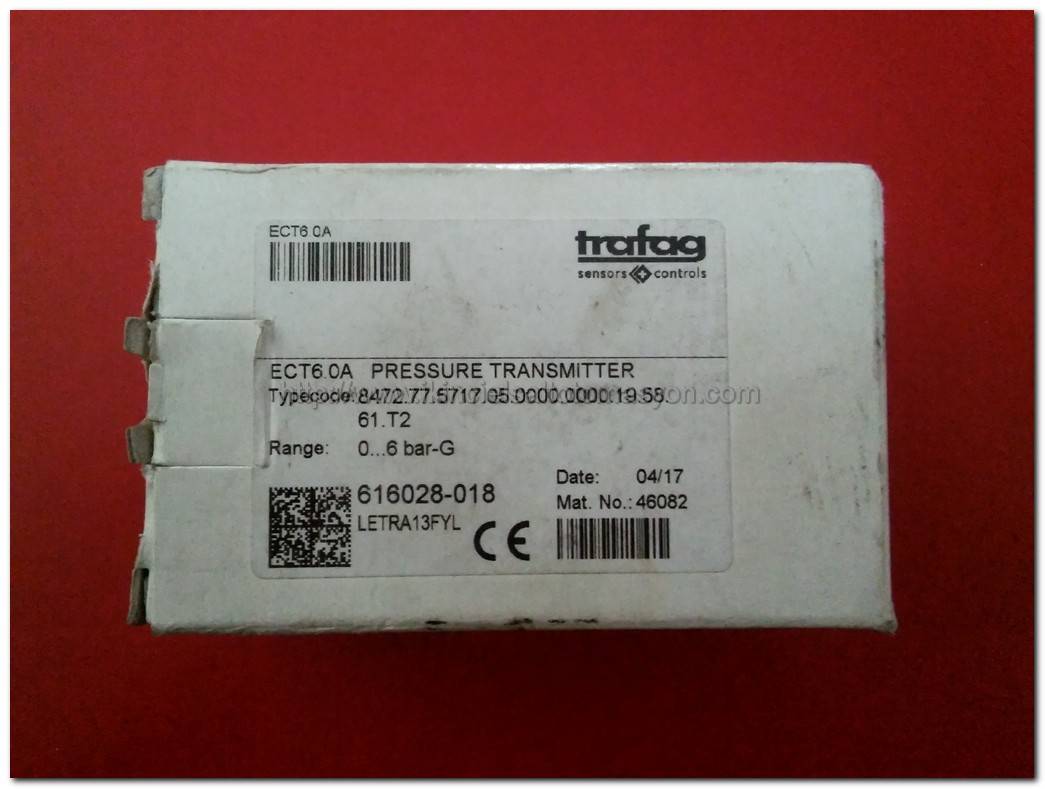 ECT6.0A
trafag
sensors controls
ECT6.0A PRESSURE TRANSMITTER
Typecode: 8472.77.5717.05.0000.0000.19.58.
61.T2
Range: 0...6 bar-G
616028-018
LETRA13FYL
CE
Date: 04/17
Mat. No.: 46082